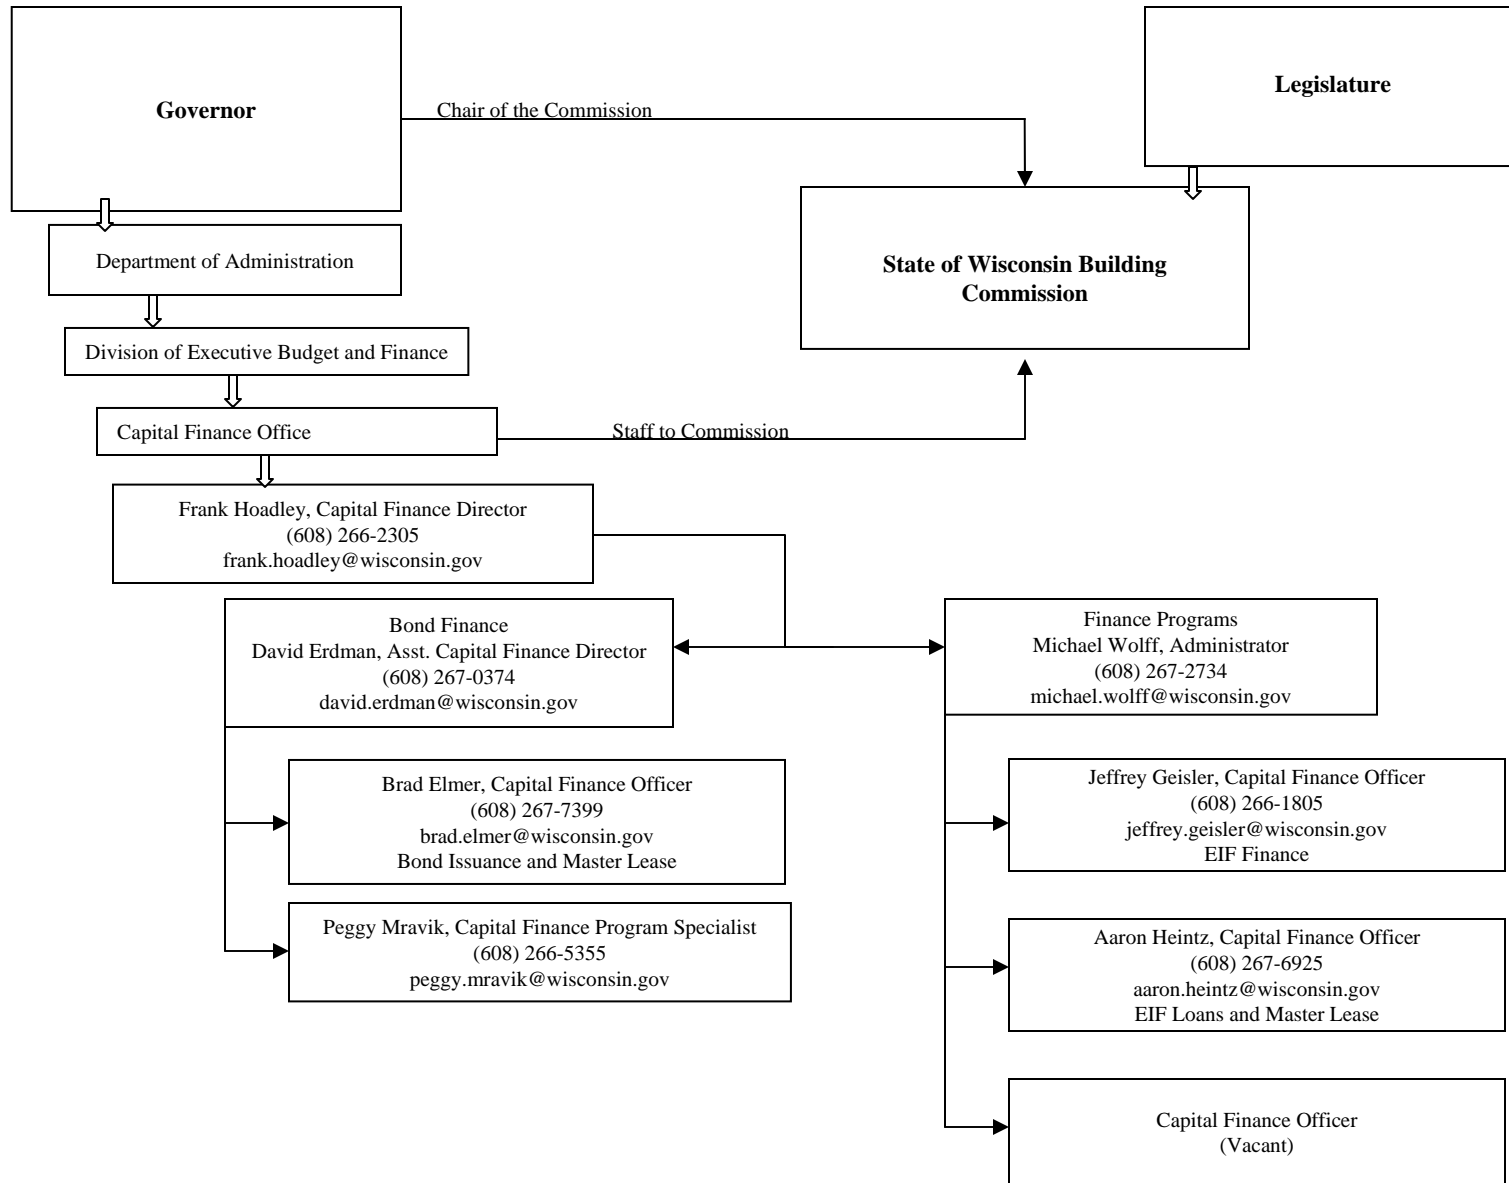 Governor
Chair of the Commission
Legislature
State of Wisconsin Building
Commission
Department of Administration
Division of Executive Budget and Finance
Capital Finance Office
Staff to Commission
Frank Hoadley, Capital Finance Director
(608) 266-2305
frank.hoadley@wisconsin.gov
Bond Finance
David Erdman, Asst. Capital Finance Director
(608) 267-0374
david.erdman@wisconsin.gov
Brad Elmer, Capital Finance Officer
(608) 267-7399
brad.elmer@wisconsin.gov
Bond Issuance and Master Lease
Peggy Mravik, Capital Finance Program Specialist
(608) 266-5355
peggy.mravik@wisconsin.gov
Finance Programs
Michael Wolff, Administrator
(608) 267-2734
michael.wolff@wisconsin.gov
Jeffrey Geisler, Capital Finance Officer
(608) 266-1805
jeffrey.geisler@wisconsin.gov
EIF Finance
Aaron Heintz, Capital Finance Officer
(608) 267-6925
aaron.heintz@wisconsin.gov
EIF Loans and Master Lease
Capital Finance Officer
(Vacant)